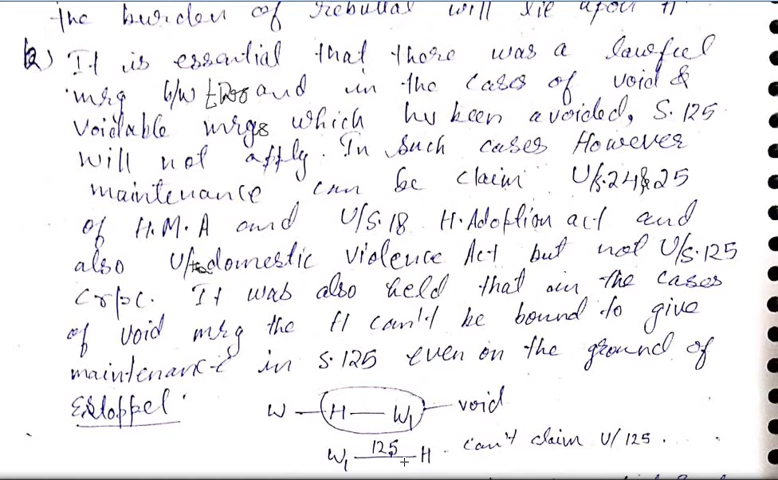 the burden of rebuttal will lie upon H
(2) It is essential that there was a lawful
mrg b/w and in the cases of void &
voidable mrgs which hv been avoided, S. 125
will not apply. In such cases However
maintenance can be claim U/S. 24 & 25
of H.M.A and U/S. 18 H. Adoption act and
also U/ domestic violence Act but not U/S. 125
Crpc. It was also held that in the cases
of void mrg the H can't be bound to give
maintenance in S. 125 even on the ground of
Estoppel.
W — H — W1 — void
W1 125 H - can't claim U/125.